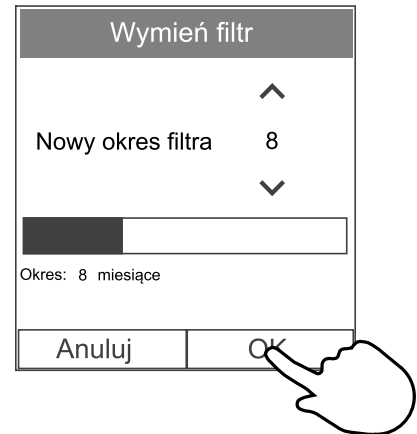 Wymień filtr
Nowy okres filtra 8
Okres: 8 miesiące
Anuluj OK